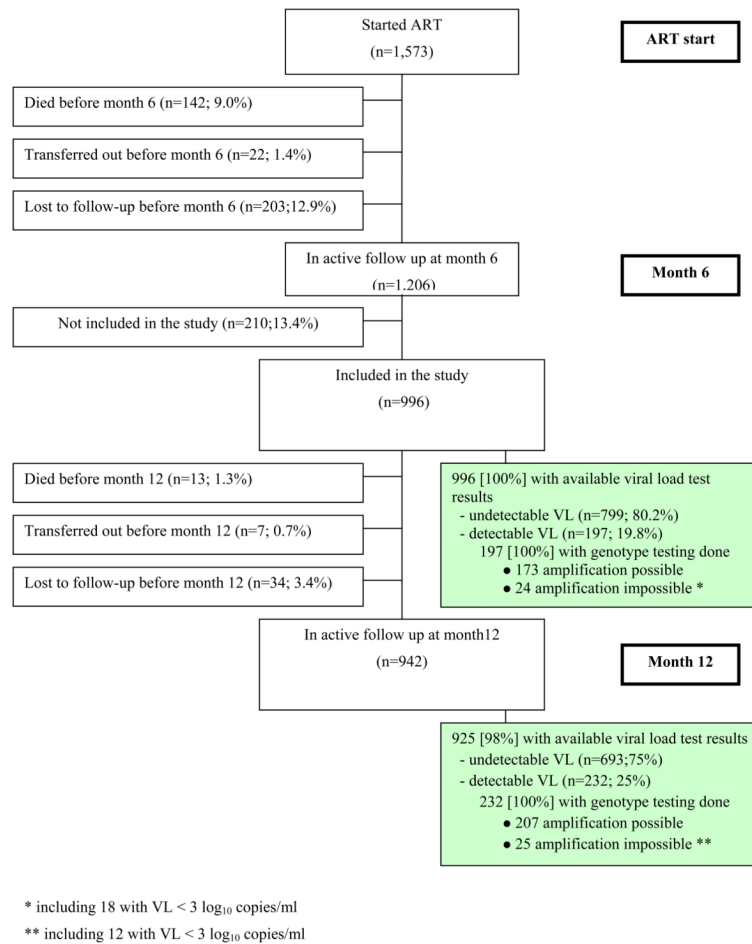 Started ART
(n=1,573)
ART start
Died before month 6 (n=142; 9.0%)
Transferred out before month 6 (n=22; 1.4%)
Lost to follow-up before month 6 (n=203;12.9%)
In active follow up at month 6
(n=1.206)
Month 6
Not included in the study (n=210;13.4%)
Included in the study
(n=996)
Died before month 12 (n=13; 1.3%)
Transferred out before month 12 (n=7; 0.7%)
Lost to follow-up before month 12 (n=34; 3.4%)
996 [100%] with available viral load test
results
- undetectable VL (n=799; 80.2%)
- detectable VL (n=197; 19.8%)
197 [100%] with genotype testing done
● 173 amplification possible
● 24 amplification impossible *
In active follow up at month12
(n=942)
Month 12
925 [98%] with available viral load test results
- undetectable VL (n=693;75%)
- detectable VL (n=232; 25%)
232 [100%] with genotype testing done
● 207 amplification possible
● 25 amplification impossible **
* including 18 with VL < 3 log₁₀ copies/ml
** including 12 with VL < 3 log₁₀ copies/ml